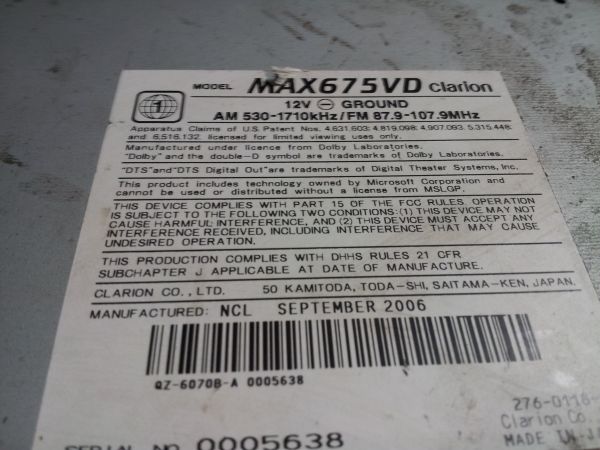 1 MODEL MAX675VD clarion
12V ⊖ GROUND
AM 530-1710kHz/FM 87.9-107.9MHz
Apparatus Claims of U.S. Patent Nos. 4,631,603; 4,819,098; 4,907,093; 5,315,448;
and 6,516,132, licensed for limited viewing uses only.
Manufactured under licence from Dolby Laboratories.
"Dolby" and the double-D symbol are trademarks of Dolby Laboratories.
"DTS" and "DTS Digital Out" are trademarks of Digital Theater Systems, Inc.
This product includes technology owned by Microsoft Corporation and
cannot be used or distributed without a license from MSLGP.
THIS DEVICE COMPLIES WITH PART 15 OF THE FCC RULES OPERATION
IS SUBJECT TO THE FOLLOWING TWO CONDITIONS: (1) THIS DEVICE MAY NOT
CAUSE HARMFUL INTERFERENCE, AND (2) THIS DEVICE MUST ACCEPT ANY
INTERFERENCE RECEIVED, INCLUDING INTERFERENCE THAT MAY CAUSE
UNDESIRED OPERATION.
THIS PRODUCTION COMPLIES WITH DHHS RULES 21 CFR
SUBCHAPTER J APPLICABLE AT DATE OF MANUFACTURE.
CLARION CO., LTD. 50 KAMITODA, TODA-SHI, SAITAMA-KEN, JAPAN.
MANUFACTURED: NCL SEPTEMBER 2006
QZ-6070B-A 0005638
276-0116-
Clarion Co.
MADE IN J
SERIAL NO. 0005638